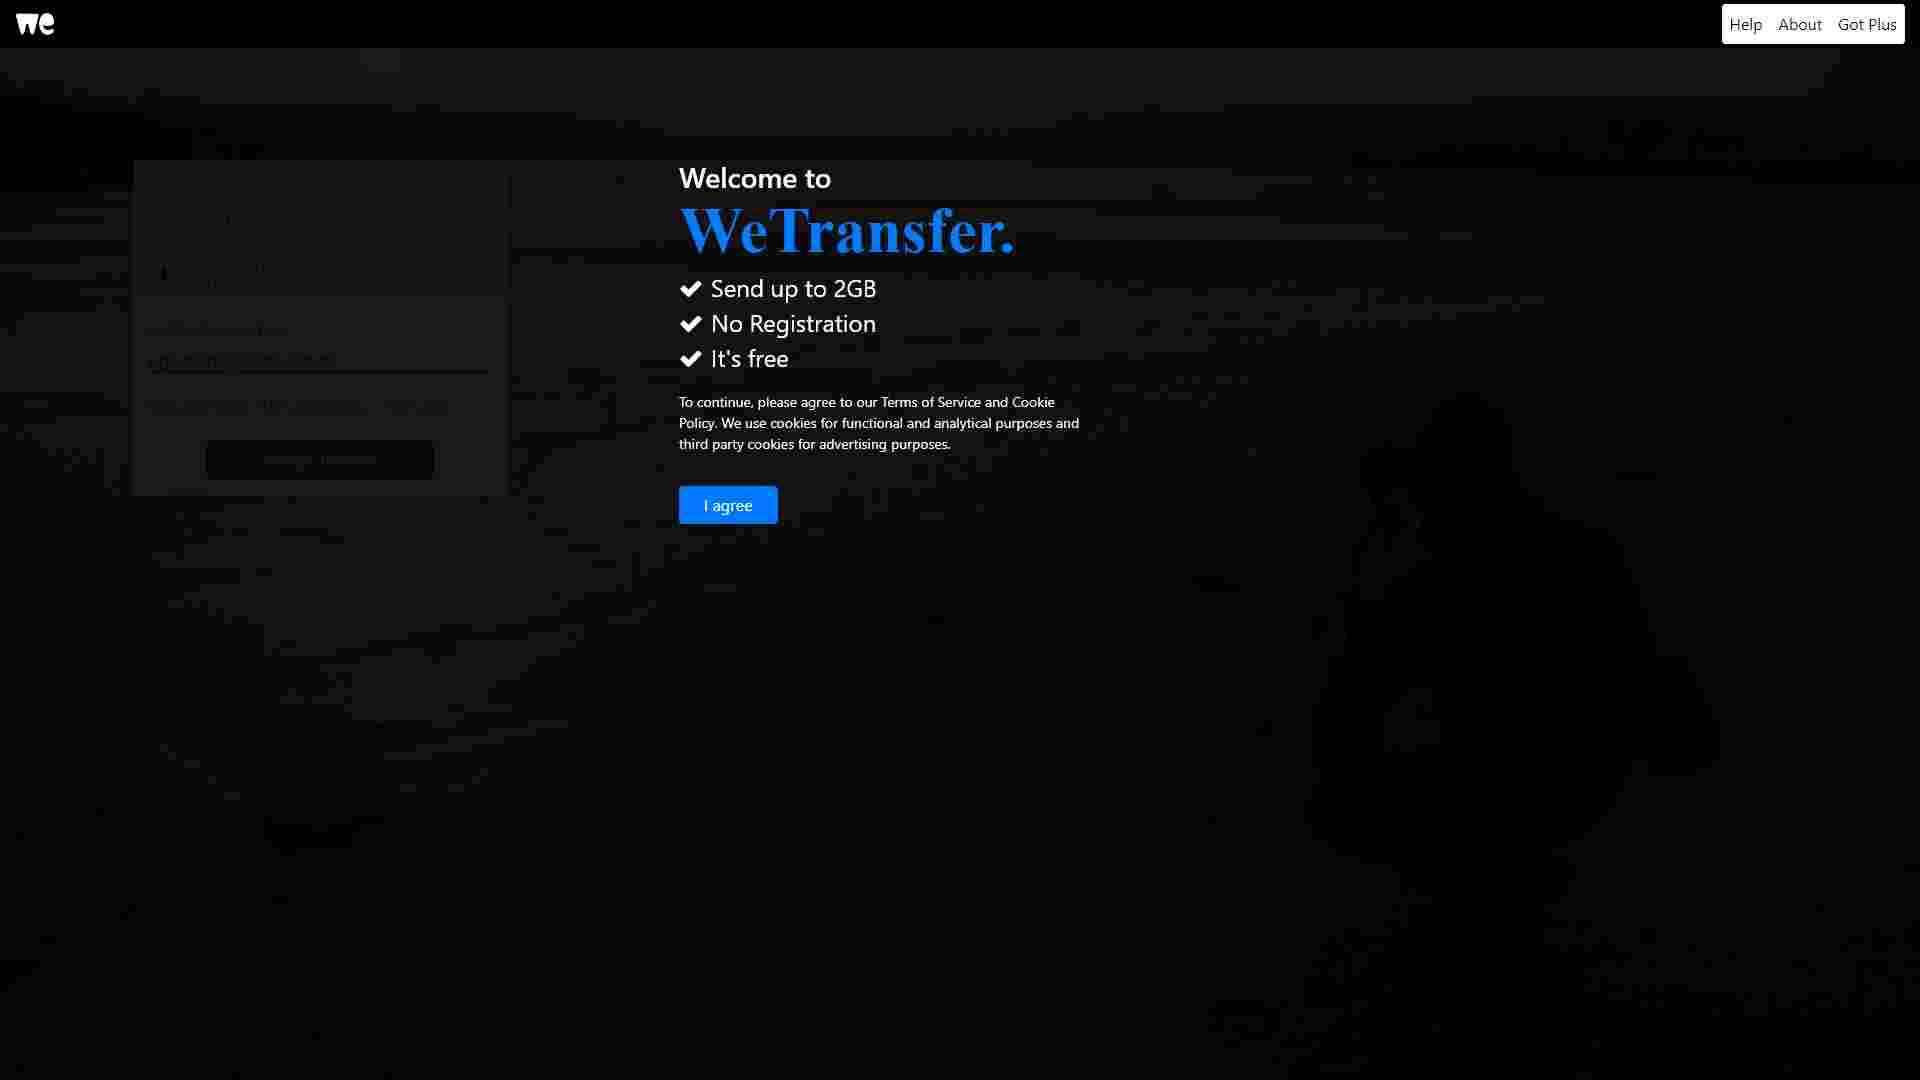 we
Help About Got Plus
Welcome to
WeTransfer.
Send up to 2GB
No Registration
It's free
To continue, please agree to our Terms of Service and Cookie
Policy. We use cookies for functional and analytical purposes and
third party cookies for advertising purposes.
I agree